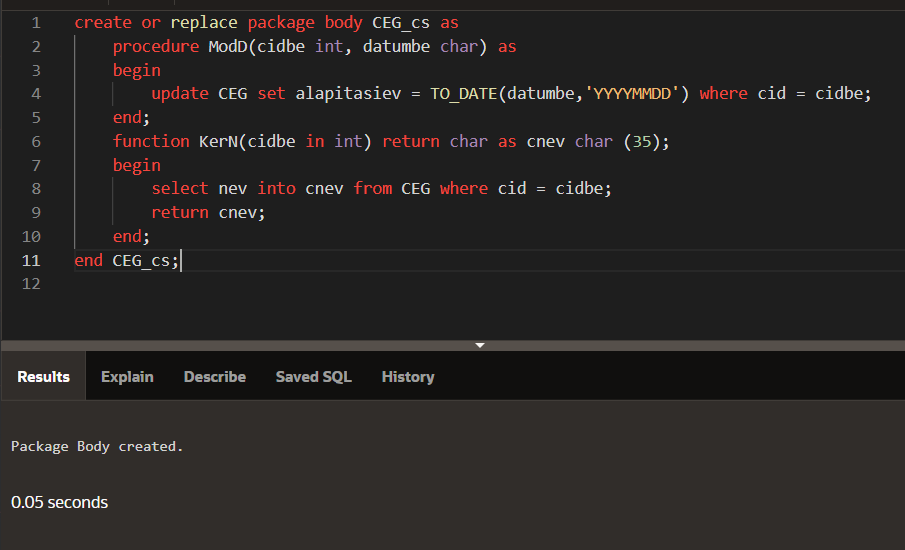 1 create or replace package body CEG_cs as
2 procedure ModD(cidbe int, datumbe char) as
3 begin
4 update CEG set alapitasiev = TO_DATE(datumbe,'YYYYMMDD') where cid = cidbe;
5 end;
6 function KerN(cidbe in int) return char as cnev char (35);
7 begin
8 select nev into cnev from CEG where cid = cidbe;
9 return cnev;
10 end;
11 end CEG_cs;
12
Results Explain Describe Saved SQL History
Package Body created.
0.05 seconds